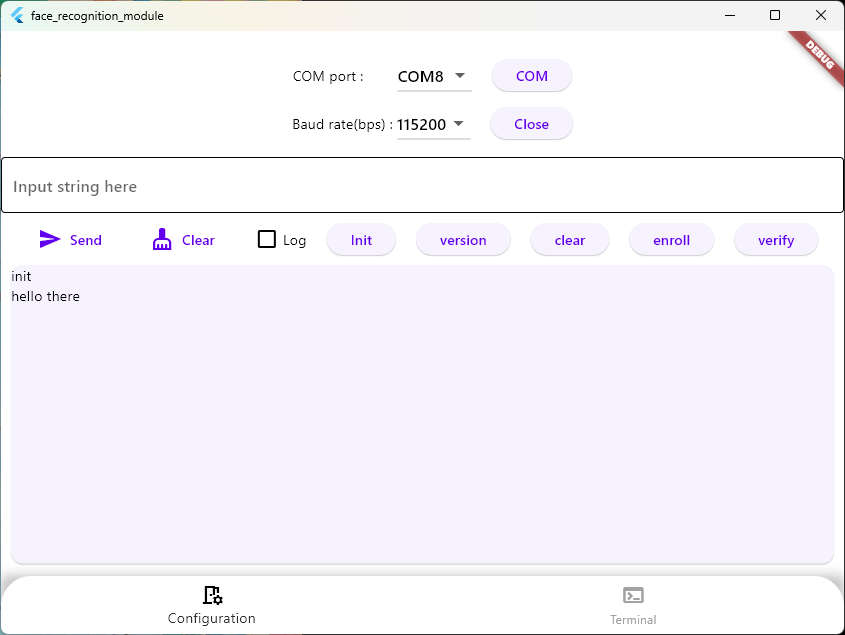 face_recognition_module
DEBUG
COM port : COM8 COM
Baud rate(bps) : 115200 Close
Input string here
Send Clear Log Init version clear enroll verify
init
hello there
Configuration Terminal